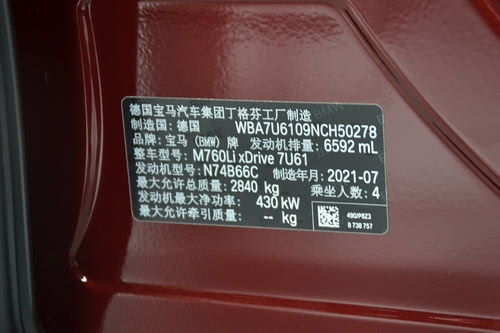 德国宝马汽车集团丁格芬工厂制造
制造国：德国 WBA7U6109NCH50278
品牌：宝马（BMW）牌 发动机排量：6592 mL
整车型号：M760Li xDrive 7U61
发动机型号：N74B66C 制造年月：2021-07
最大允许总质量：2840 kg 乘坐人数：4
发动机最大净功率：430 kW
最大允许牵引质量：-- kg
490/P823
8 738 757